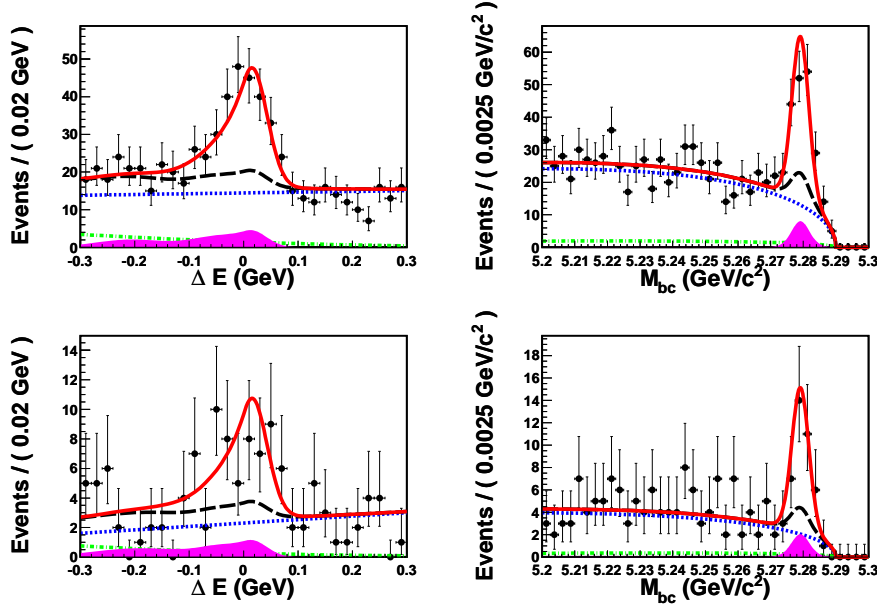 Events / ( 0.02 GeV )
50
40
30
20
10
0
-0.3 -0.2 -0.1 0 0.1 0.2 0.3
Δ E (GeV)
Events / ( 0.0025 GeV/c²)
60
50
40
30
20
10
0
5.2 5.21 5.22 5.23 5.24 5.25 5.26 5.27 5.28 5.29 5.3
M_bc (GeV/c²)
Events / ( 0.02 GeV )
14
12
10
8
6
4
2
0
-0.3 -0.2 -0.1 0 0.1 0.2 0.3
Δ E (GeV)
Events / ( 0.0025 GeV/c²)
18
16
14
12
10
8
6
4
2
0
5.2 5.21 5.22 5.23 5.24 5.25 5.26 5.27 5.28 5.29 5.3
M_bc (GeV/c²)